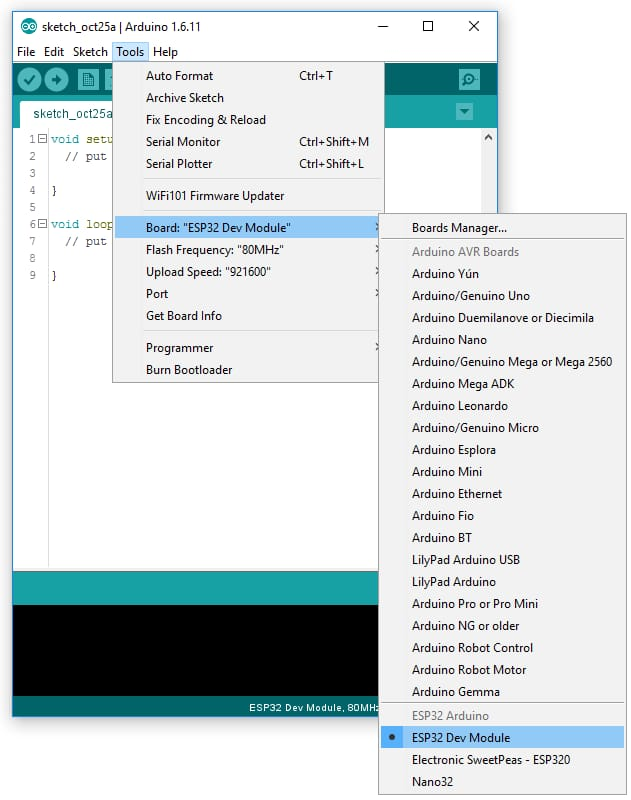 sketch_oct25a | Arduino 1.6.11
File Edit Sketch Tools Help
sketch_oct25a
1 void setu
2 // put
3
4 }
5
6 void loop
7 // put
8
9 }
Auto Format Ctrl+T
Archive Sketch
Fix Encoding & Reload
Serial Monitor Ctrl+Shift+M
Serial Plotter Ctrl+Shift+L
WiFi101 Firmware Updater
Board: "ESP32 Dev Module"
Flash Frequency: "80MHz"
Upload Speed: "921600"
Port
Get Board Info
Programmer
Burn Bootloader
Boards Manager...
Arduino AVR Boards
Arduino Yún
Arduino/Genuino Uno
Arduino Duemilanove or Diecimila
Arduino Nano
Arduino/Genuino Mega or Mega 2560
Arduino Mega ADK
Arduino Leonardo
Arduino/Genuino Micro
Arduino Esplora
Arduino Mini
Arduino Ethernet
Arduino Fio
Arduino BT
LilyPad Arduino USB
LilyPad Arduino
Arduino Pro or Pro Mini
Arduino NG or older
Arduino Robot Control
Arduino Robot Motor
Arduino Gemma
ESP32 Arduino
ESP32 Dev Module
Electronic SweetPeas - ESP320
Nano32
ESP32 Dev Module, 80MHz